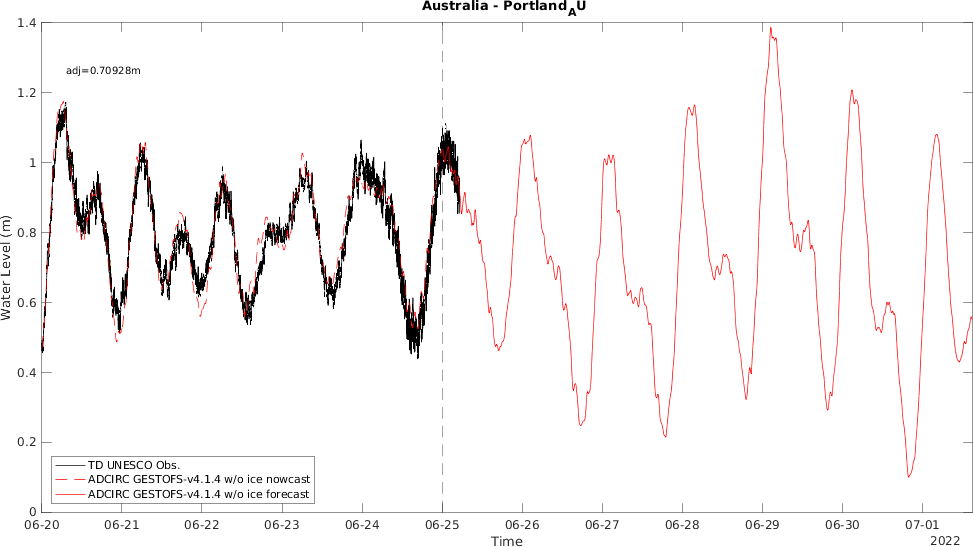 Australia - Portland_AU
adj=0.70928m
1.4
1.2
1
0.8
0.6
0.4
0.2
0
Water Level (m)
TD UNESCO Obs.
ADCIRC GESTOFS-v4.1.4 w/o ice nowcast
ADCIRC GESTOFS-v4.1.4 w/o ice forecast
06-20 06-21 06-22 06-23 06-24 06-25 06-26 06-27 06-28 06-29 06-30 07-01
Time
2022